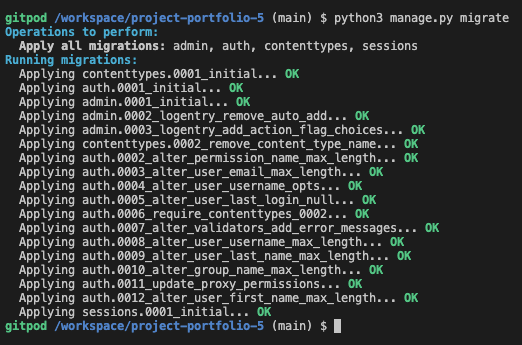 gitpod /workspace/project-portfolio-5 (main) $ python3 manage.py migrate
Operations to perform:
  Apply all migrations: admin, auth, contenttypes, sessions
Running migrations:
  Applying contenttypes.0001_initial... OK
  Applying auth.0001_initial... OK
  Applying admin.0001_initial... OK
  Applying admin.0002_logentry_remove_auto_add... OK
  Applying admin.0003_logentry_add_action_flag_choices... OK
  Applying contenttypes.0002_remove_content_type_name... OK
  Applying auth.0002_alter_permission_name_max_length... OK
  Applying auth.0003_alter_user_email_max_length... OK
  Applying auth.0004_alter_user_username_opts... OK
  Applying auth.0005_alter_user_last_login_null... OK
  Applying auth.0006_require_contenttypes_0002... OK
  Applying auth.0007_alter_validators_add_error_messages... OK
  Applying auth.0008_alter_user_username_max_length... OK
  Applying auth.0009_alter_user_last_name_max_length... OK
  Applying auth.0010_alter_group_name_max_length... OK
  Applying auth.0011_update_proxy_permissions... OK
  Applying auth.0012_alter_user_first_name_max_length... OK
  Applying sessions.0001_initial... OK
gitpod /workspace/project-portfolio-5 (main) $